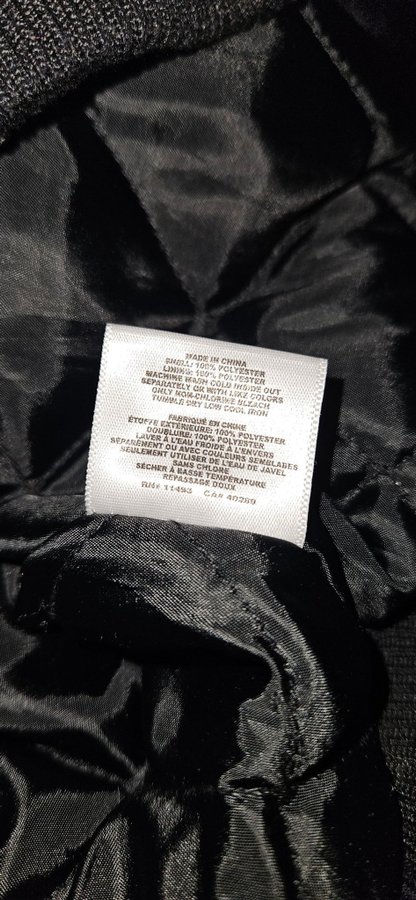 MADE IN CHINA
SHELL: 100% POLYESTER
LINING: 100% POLYESTER
MACHINE WASH COLD INSIDE OUT
SEPARATELY OR WITH LIKE COLORS
ONLY NON-CHLORINE BLEACH
TUMBLE DRY LOW COOL IRON
FABRIQUÉ EN CHINE
ÉTOFFE EXTÉRIEURE: 100% POLYESTER
DOUBLURE: 100% POLYESTER
LAVER À L'EAU FROIDE À L'ENVERS
SÉPARÉMENT OU AVEC COULEURS SEMBLABES
SEULEMENT UTILISER DE L'EAU DE JAVEL
SANS CHLORE
SÉCHER À BASSE TEMPÉRATURE
REPASSAGE DOUX
RN# 11493 CA# 40289